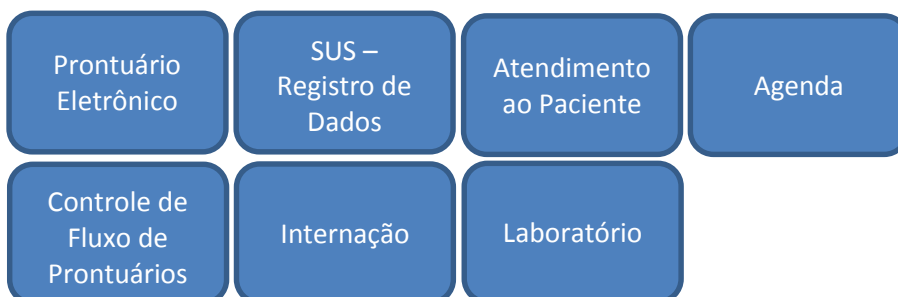 Prontuário
Eletrônico
SUS –
Registro de
Dados
Atendimento
ao Paciente
Agenda
Controle de
Fluxo de
Prontuários
Internação
Laboratório